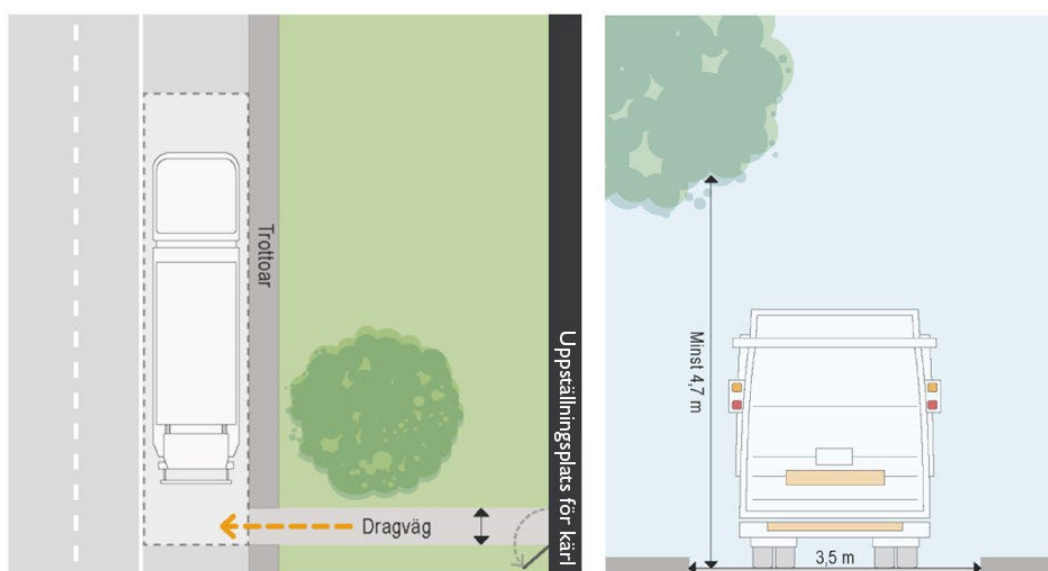 Trottoar
Dragväg
Uppställningsplats för kärl
Minst 4,7 m
3,5 m